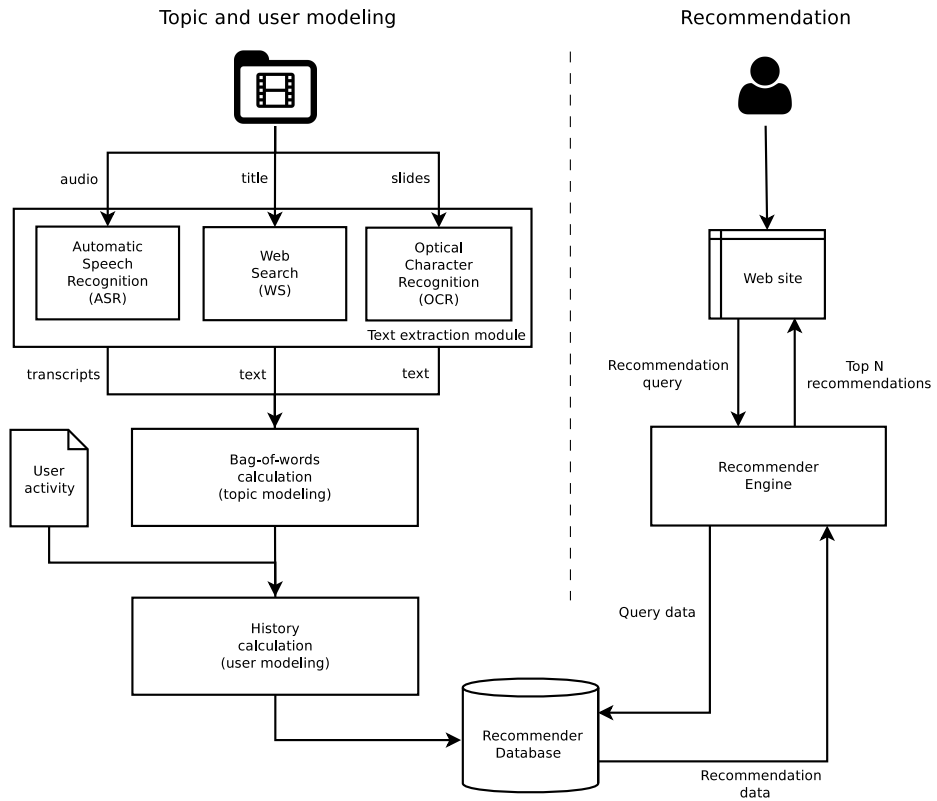 Topic and user modeling
Recommendation
audio
title
slides
Automatic
Speech
Recognition
(ASR)
Web
Search
(WS)
Optical
Character
Recognition
(OCR)
Text extraction module
transcripts
text
text
User
activity
Bag-of-words
calculation
(topic modeling)
History
calculation
(user modeling)
Web site
Recommendation
query
Top N
recommendations
Recommender
Engine
Query data
Recommender
Database
Recommendation
data